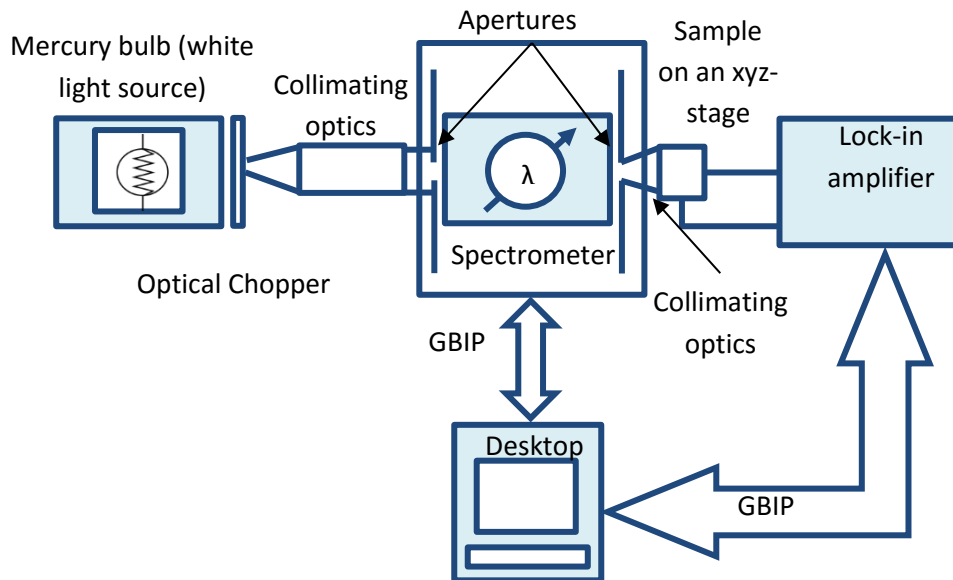 Mercury bulb (white
light source)
Collimating
optics
Apertures
Sample
on an xyz-
stage
Lock-in
amplifier
λ
Spectrometer
Optical Chopper
Collimating
optics
GBIP
Desktop
GBIP